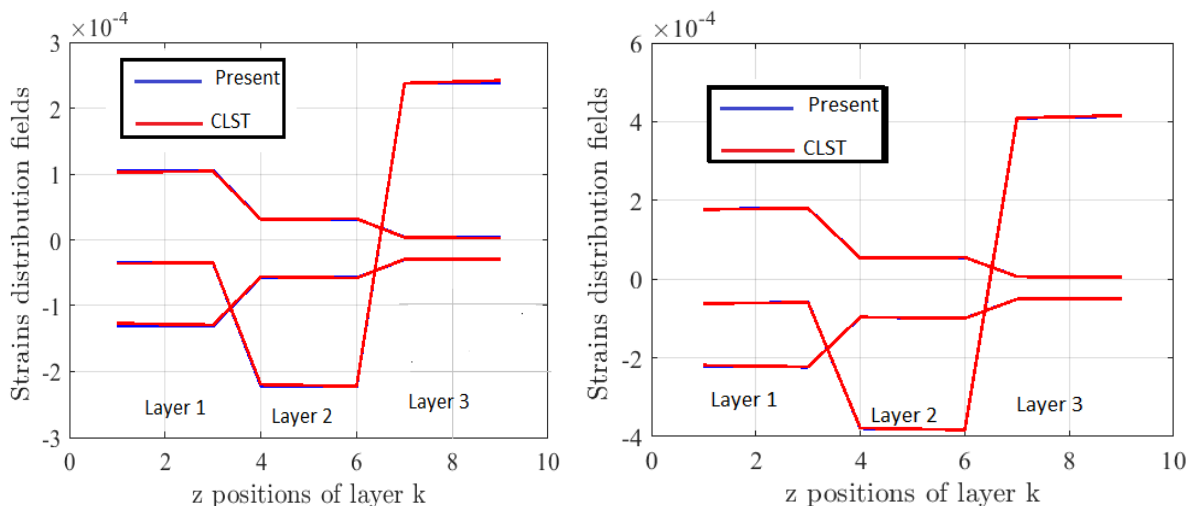 ×10-4
3
2
1
0
-1
-2
-3
Strains distribution fields
Present
CLST
Layer 1
Layer 2
Layer 3
0
2
4
6
8
10
z positions of layer k
×10-4
6
4
2
0
-2
-4
Strains distribution fields
Present
CLST
Layer 1
Layer 2
Layer 3
0
2
4
6
8
10
z positions of layer k